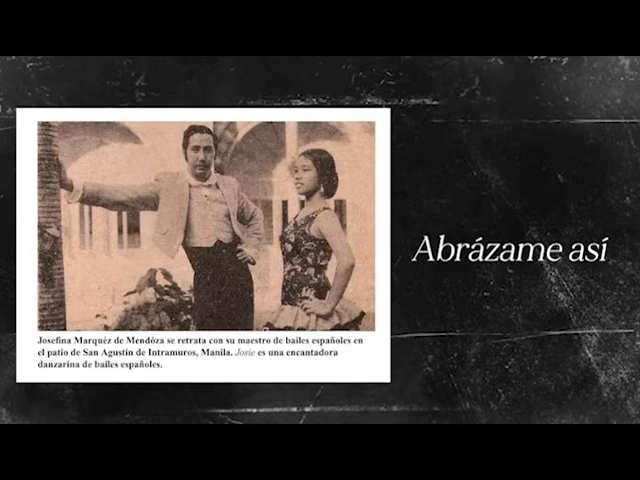 Josefina Marquéz de Mendóza se retrata con su maestro de bailes españoles en
el patio de San Agustín de Intramuros, Manila. Josie es una encantadora
danzarina de bailes españoles.
Abrázame así